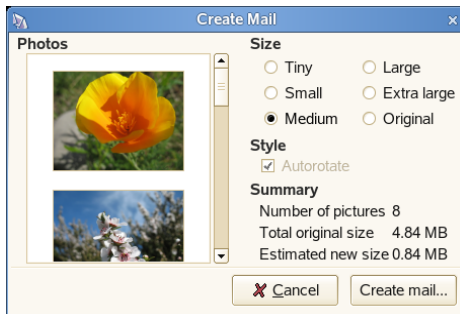 Create Mail
Photos
Size
Tiny
Large
Small
Extra large
Medium
Original
Style
Autorotate
Summary
Number of pictures 8
Total original size 4.84 MB
Estimated new size 0.84 MB
Cancel
Create mail...